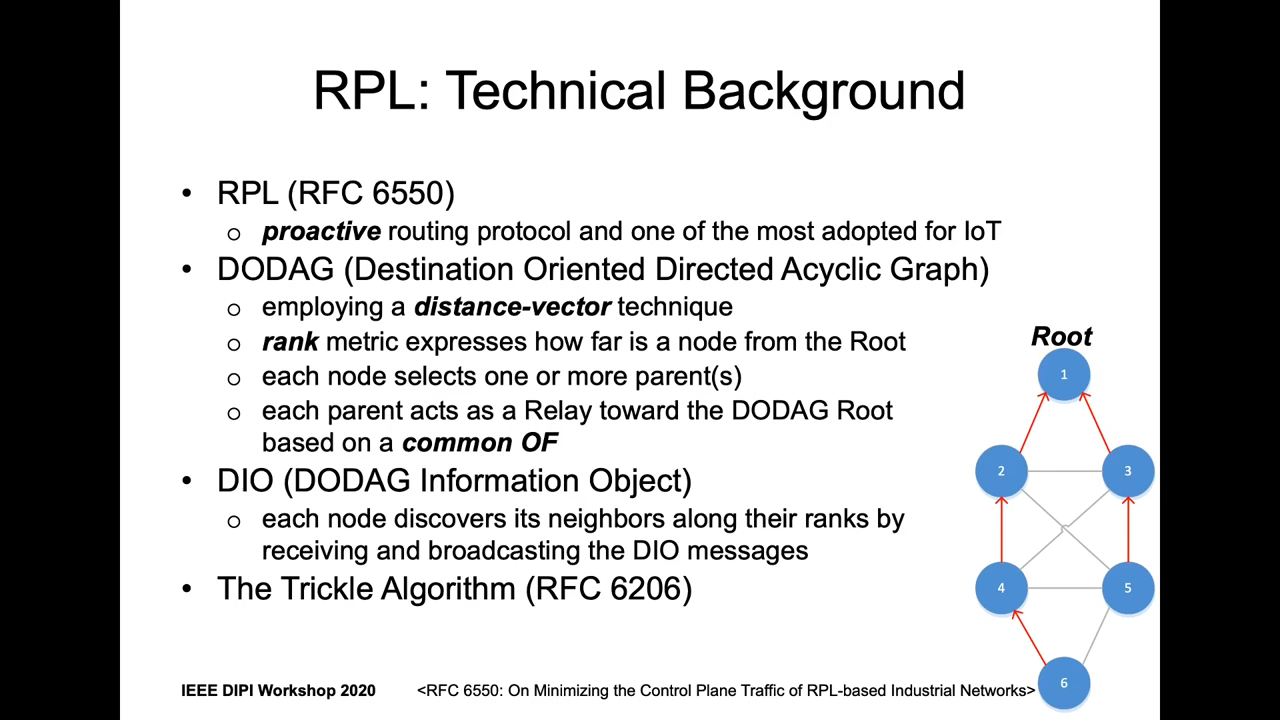 RPL: Technical Background
• RPL (RFC 6550)
o proactive routing protocol and one of the most adopted for IoT
• DODAG (Destination Oriented Directed Acyclic Graph)
o employing a distance-vector technique
o rank metric expresses how far is a node from the Root
o each node selects one or more parent(s)
o each parent acts as a Relay toward the DODAG Root
based on a common OF
• DIO (DODAG Information Object)
o each node discovers its neighbors along their ranks by
receiving and broadcasting the DIO messages
• The Trickle Algorithm (RFC 6206)
Root
1
2
3
4
5
6
IEEE DIPI Workshop 2020
<RFC 6550: On Minimizing the Control Plane Traffic of RPL-based Industrial Networks>